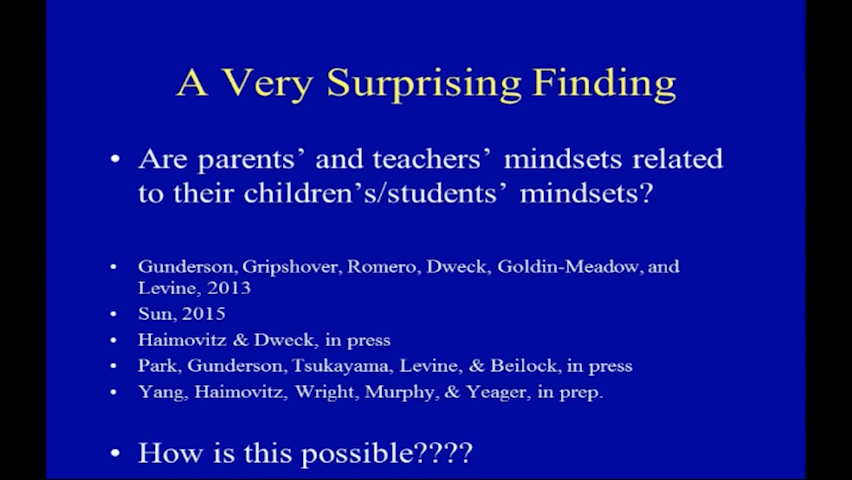 A Very Surprising Finding
• Are parents’ and teachers’ mindsets related
to their children’s/students’ mindsets?
• Gunderson, Gripshover, Romero, Dweck, Goldin-Meadow, and
Levine, 2013
• Sun, 2015
• Haimovitz & Dweck, in press
• Park, Gunderson, Tsukayama, Levine, & Beilock, in press
• Yang, Haimovitz, Wright, Murphy, & Yeager, in prep.
• How is this possible????